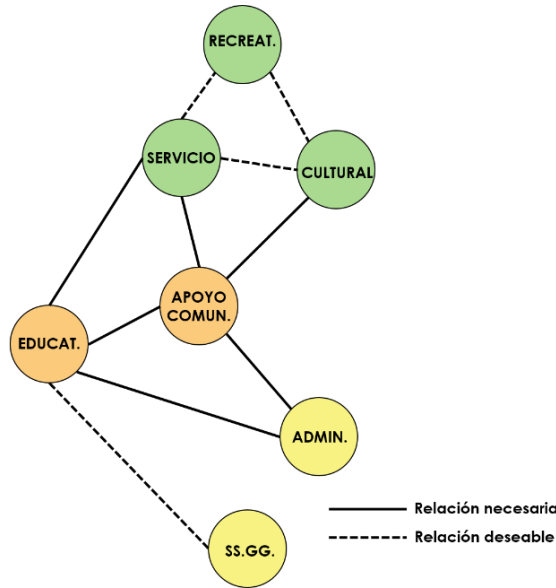 RECREAT.
SERVICIO
CULTURAL
APOYO
COMUN.
EDUCAT.
ADMIN.
Relación necesaria
Relación deseable
SS.GG.